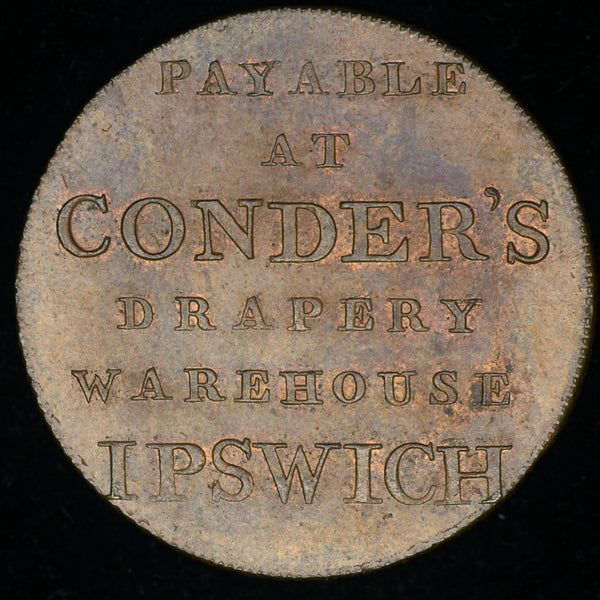 PAYABLE
AT
CONDER'S
DRAPERY
WAREHOUSE
IPSWICH